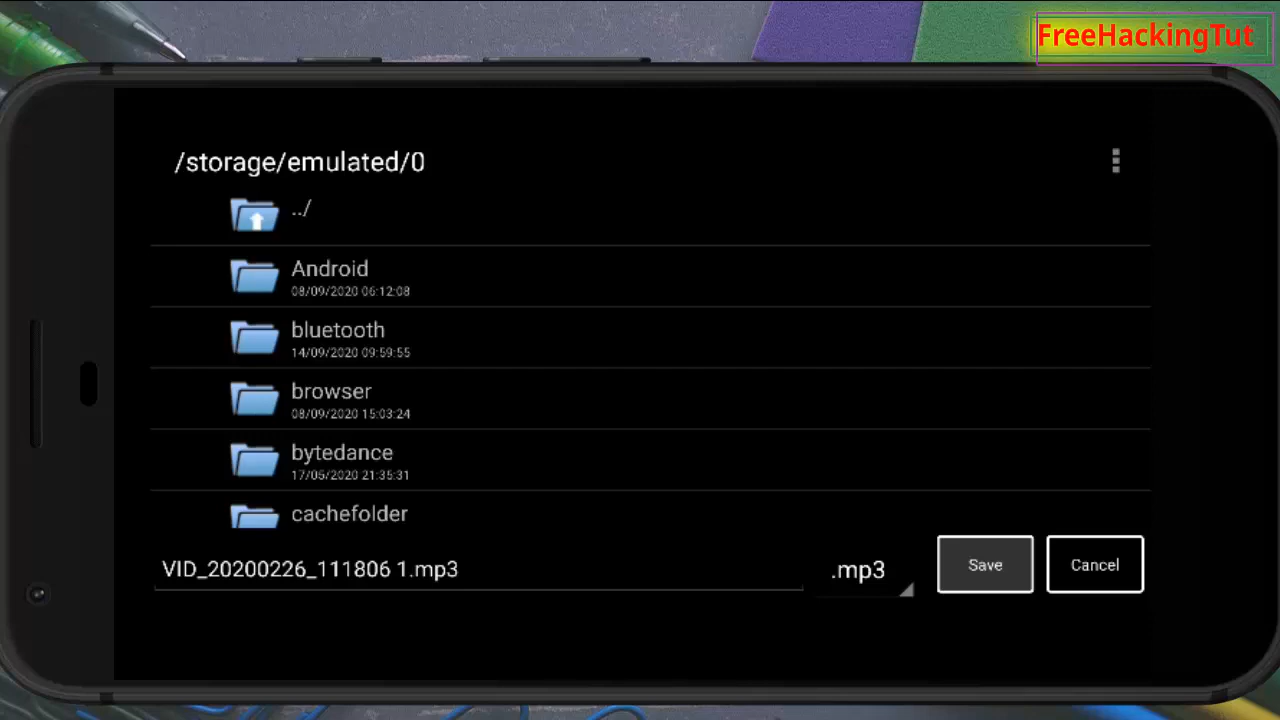 FreeHackingTut
/storage/emulated/0
../
Android
08/09/2020 06:12:08
bluetooth
14/09/2020 09:59:55
browser
08/09/2020 15:03:24
bytedance
17/05/2020 21:35:31
cachefolder
VID_20200226_111806 1.mp3
.mp3
Save
Cancel